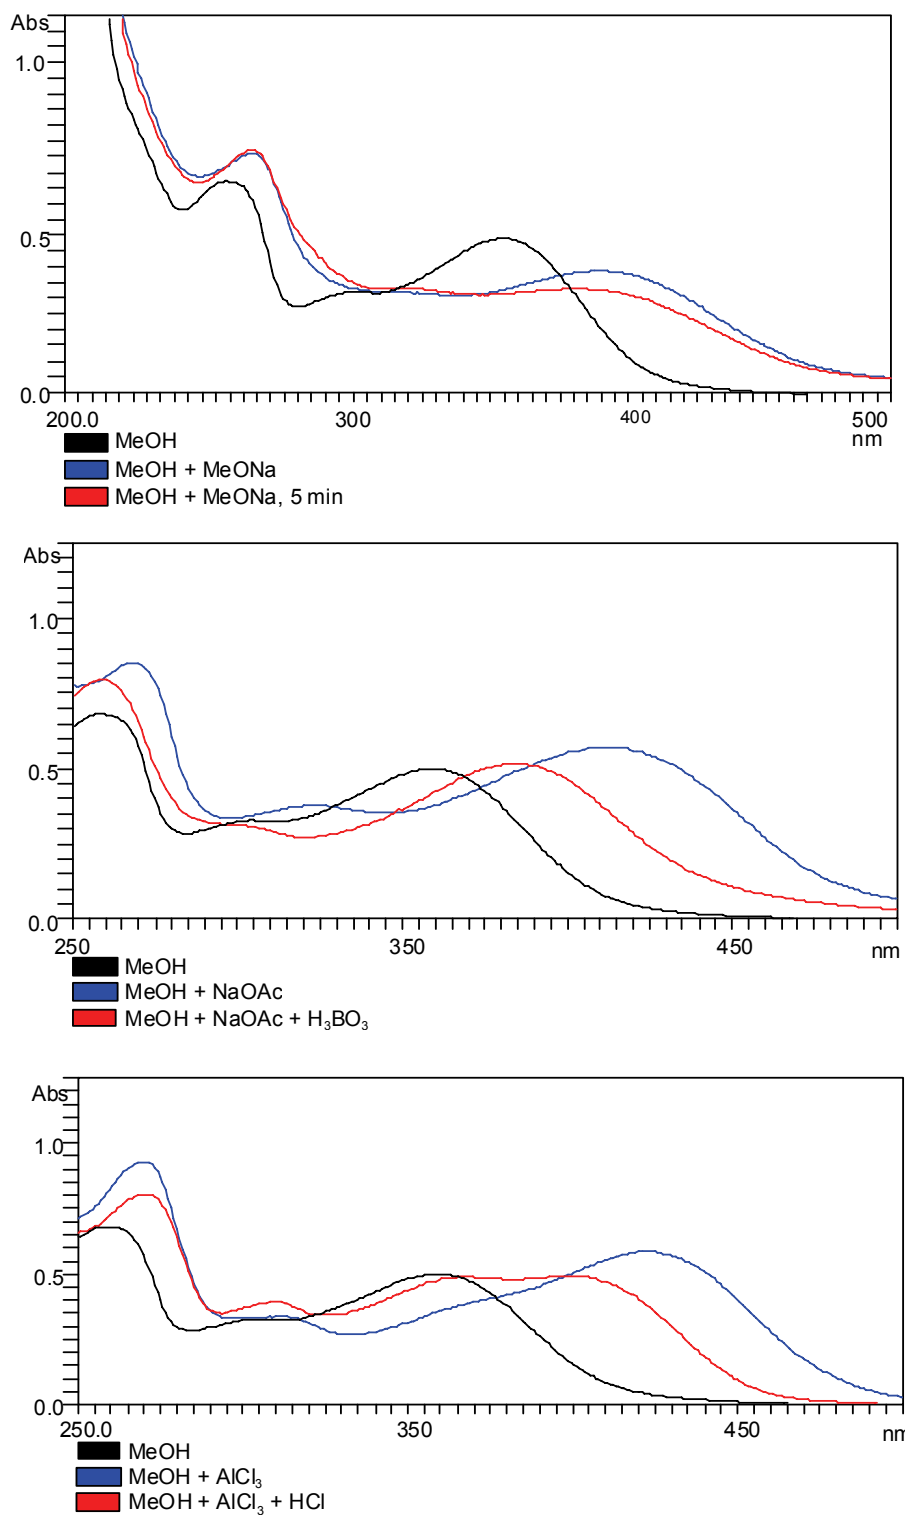 Abs
1.0
0.5
0.0
200.0 300 400 500
nm
MeOH
MeOH + MeONa
MeOH + MeONa, 5 min
Abs
1.0
0.5
0.0
250 350 450 nm
MeOH
MeOH + NaOAc
MeOH + NaOAc + H₃BO₃
Abs
1.0
0.5
0.0
250.0 350 450 nm
MeOH
MeOH + AlCl₃
MeOH + AlCl₃ + HCl